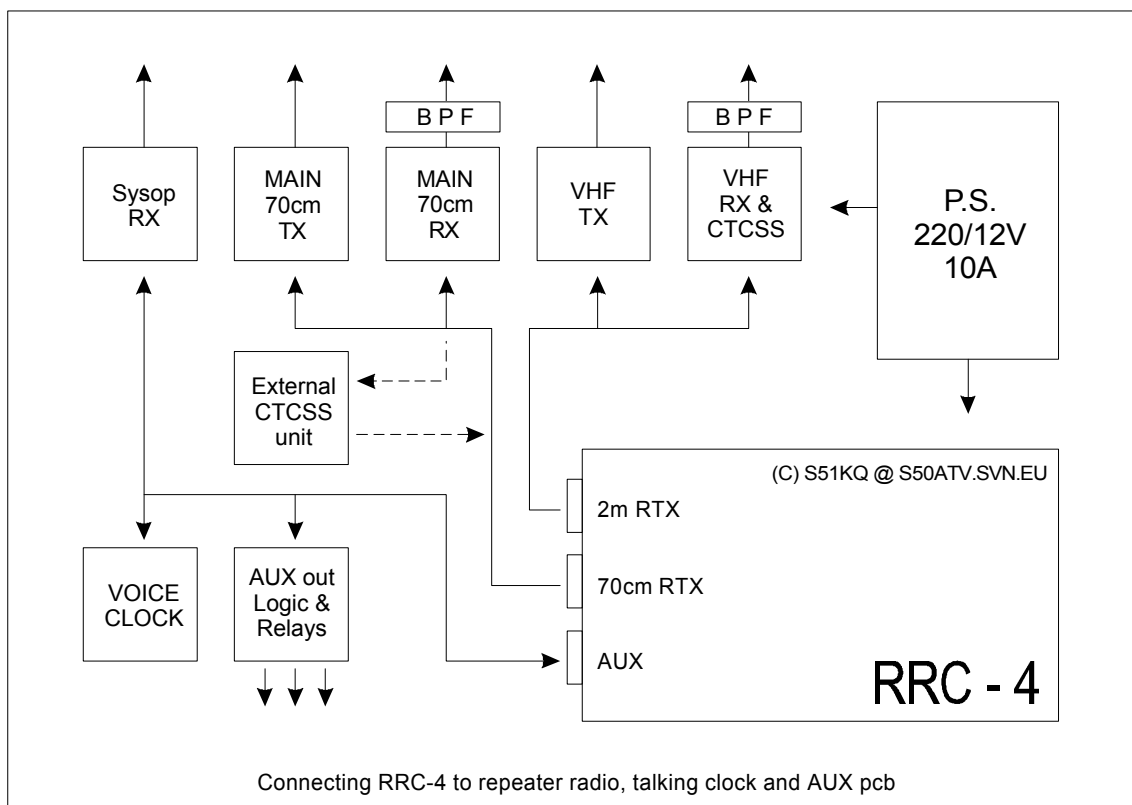 B P F
B P F
Sysop
RX
MAIN
70cm
TX
MAIN
70cm
RX
VHF
TX
VHF
RX &
CTCSS
P.S.
220/12V
10A
External
CTCSS
unit
(C) S51KQ @ S50ATV.SVN.EU
2m RTX
70cm RTX
AUX
RRC - 4
VOICE
CLOCK
AUX out
Logic &
Relays
Connecting RRC-4 to repeater radio, talking clock and AUX pcb